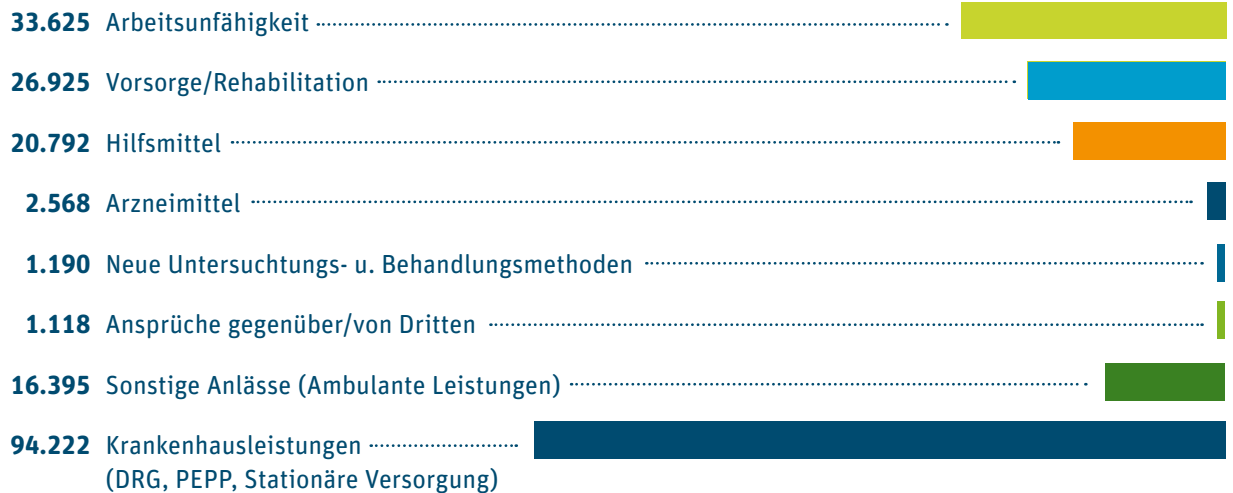 33.625 Arbeitsunfähigkeit
26.925 Vorsorge/Rehabilitation
20.792 Hilfsmittel
2.568 Arzneimittel
1.190 Neue Untersuchtungs- u. Behandlungsmethoden
1.118 Ansprüche gegenüber/von Dritten
16.395 Sonstige Anlässe (Ambulante Leistungen)
94.222 Krankenhausleistungen
(DRG, PEPP, Stationäre Versorgung)